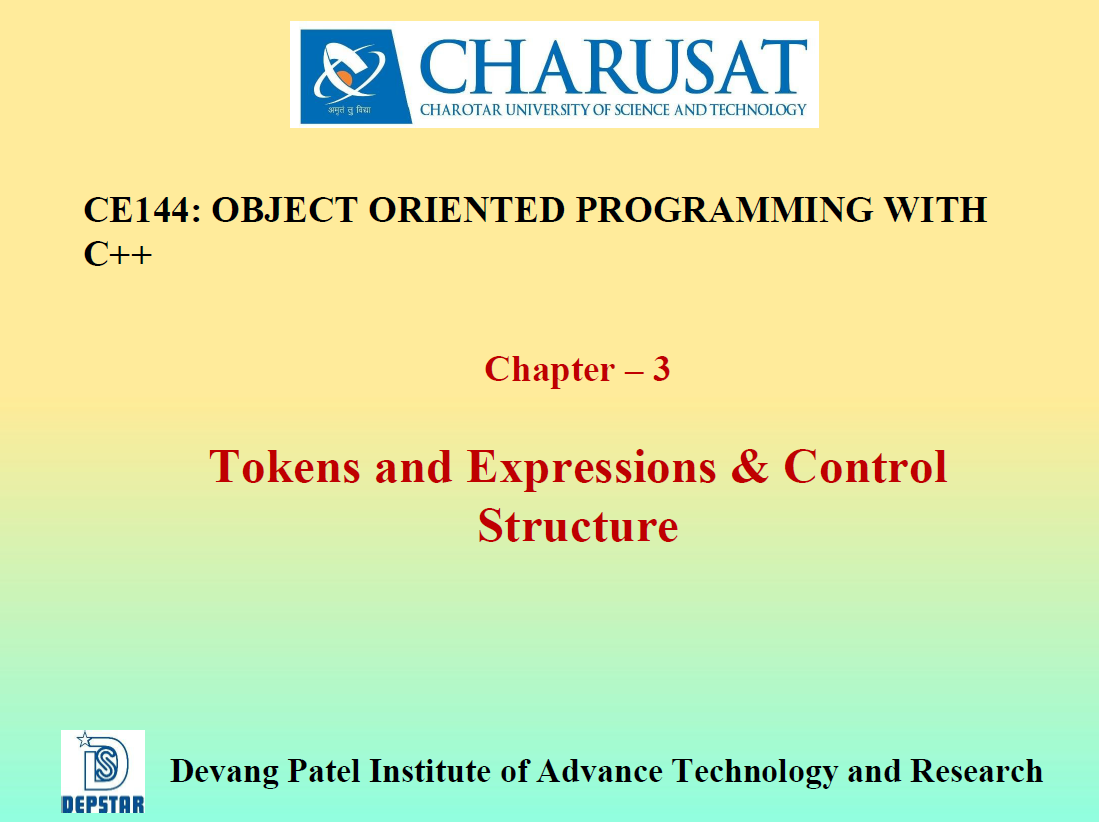 CHARUSAT
CHAROTAR UNIVERSITY OF SCIENCE AND TECHNOLOGY
अमृतं तु विद्या
CE144: OBJECT ORIENTED PROGRAMMING WITH
C++
Chapter – 3
Tokens and Expressions & Control
Structure
DEPSTAR
Devang Patel Institute of Advance Technology and Research